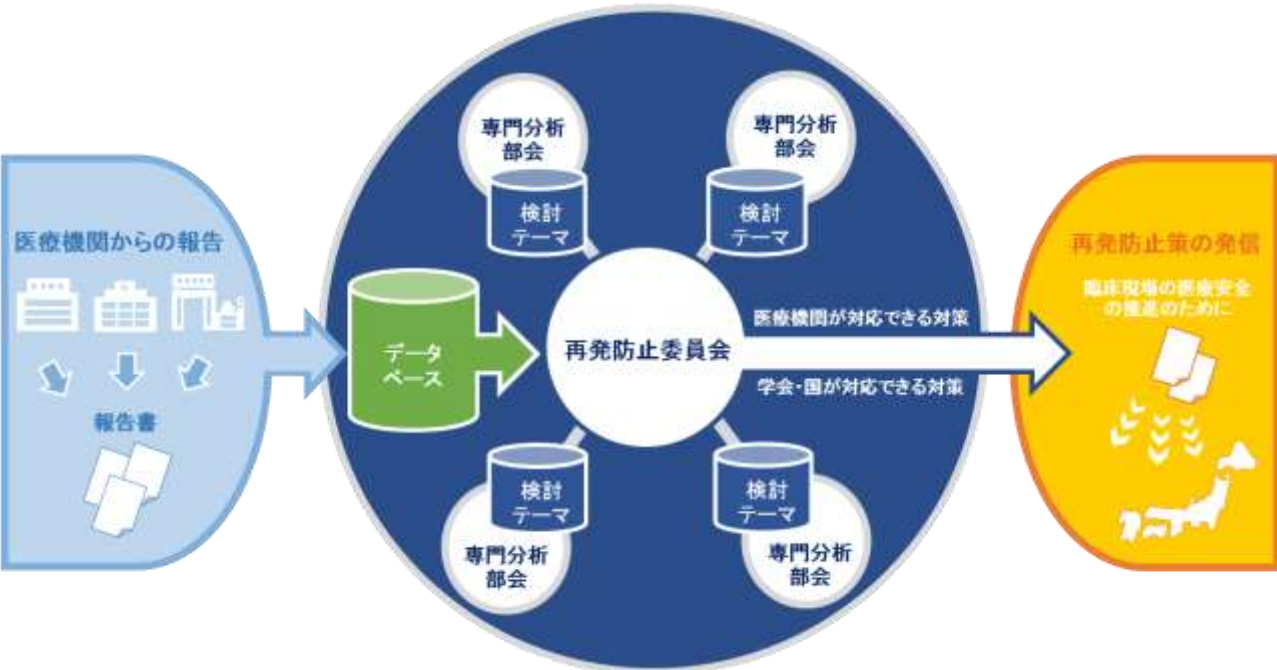 医療機関からの報告
報告書
専門分析
部会
検討
テーマ
専門分析
部会
検討
テーマ
データ
ベース
再発防止委員会
医療機関が対応できる対策
学会・国が対応できる対策
検討
テーマ
専門分析
部会
検討
テーマ
専門分析
部会
再発防止策の発信
臨床現場の医療安全
の推進のために